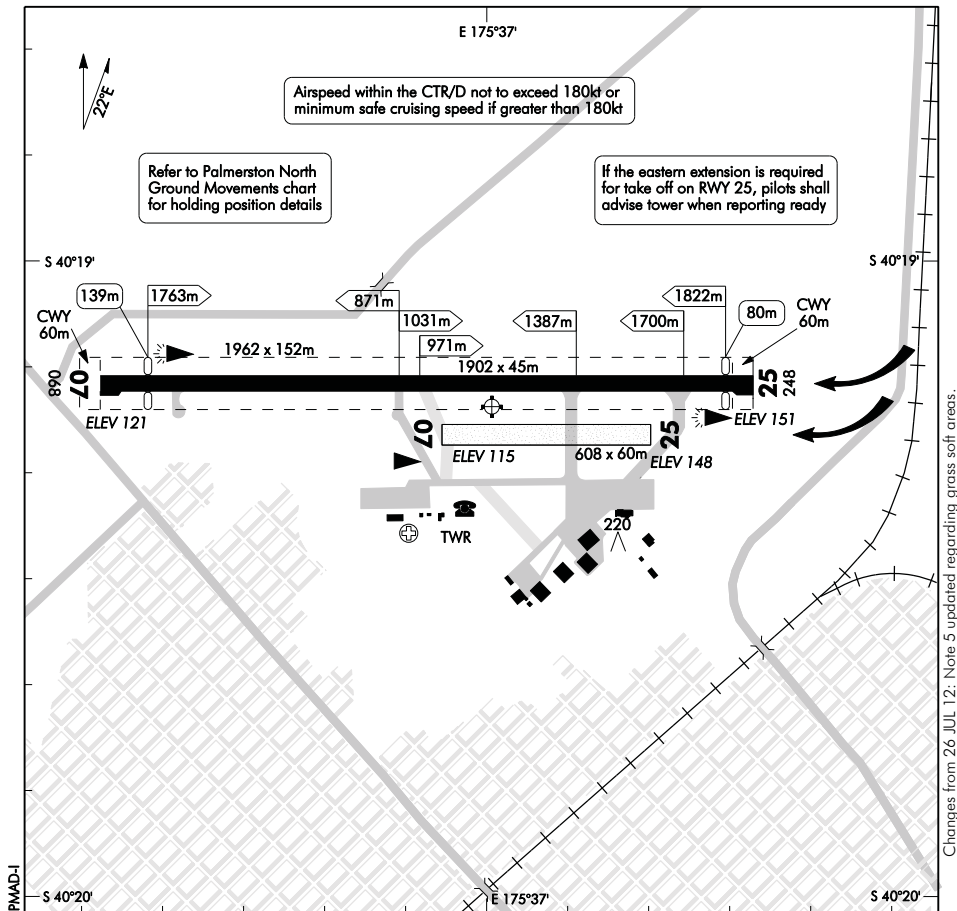 E 175°37'
22°E
Airspeed within the CTR/D not to exceed 180kt or
minimum safe cruising speed if greater than 180kt
Refer to Palmerston North
Ground Movements chart
for holding position details
If the eastern extension is required
for take off on RWY 25, pilots shall
advise tower when reporting ready
S 40°19'
S 40°19'
139m
1763m
871m
1031m
971m
1387m
1700m
1822m
80m
CWY
60m
CWY
60m
1962 x 152m
1902 x 45m
068
07
25
248
ELEV 121
ELEV 151
07
25
ELEV 115
608 x 60m
ELEV 148
TWR
220
PMAD-I
S 40°20'
E 175°37'
S 40°20'
Changes from 26 JUL 12: Note 5 updated regarding grass soft areas.